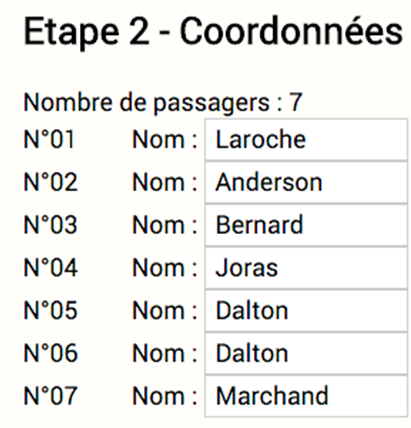 Etape 2 - Coordonnées
Nombre de passagers : 7
N°01 Nom : Laroche
N°02 Nom : Anderson
N°03 Nom : Bernard
N°04 Nom : Joras
N°05 Nom : Dalton
N°06 Nom : Dalton
N°07 Nom : Marchand